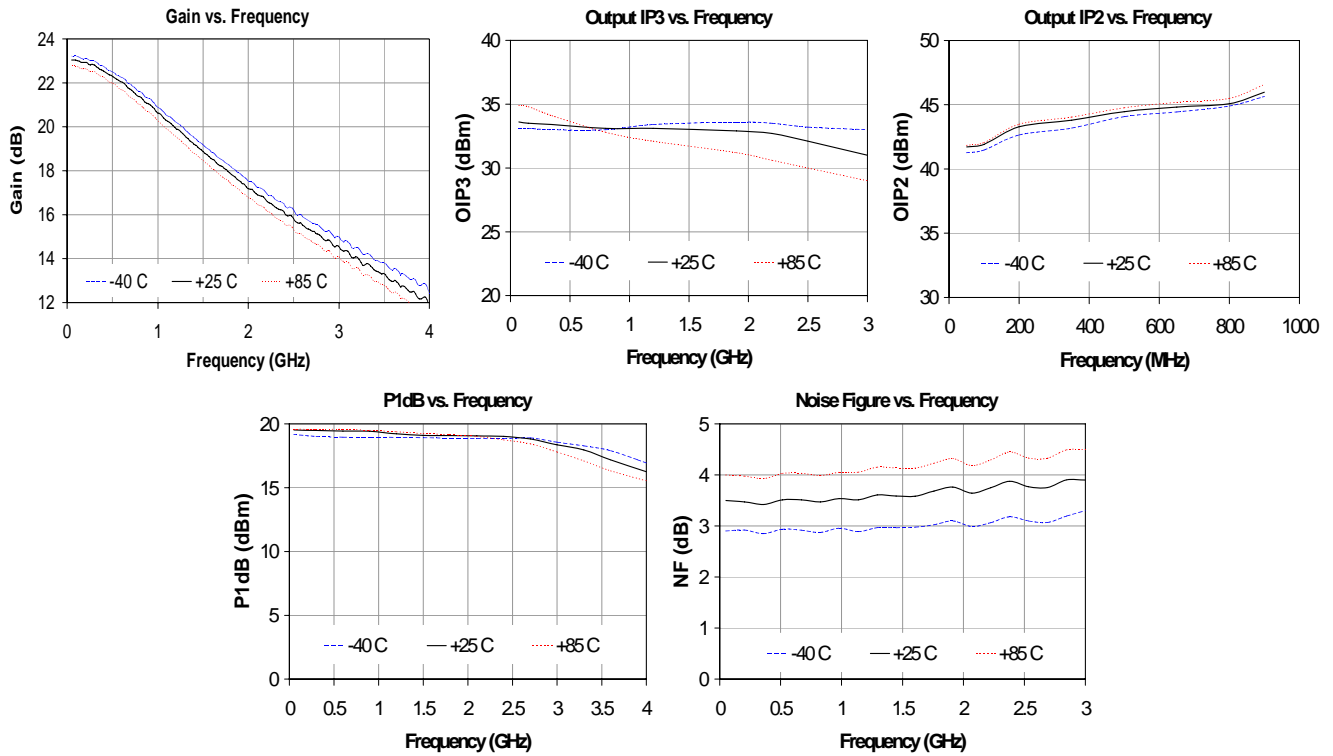 Gain vs. Frequency
24
22
20
18
16
14
12
Gain (dB)
-40 C
+25 C
+85 C
0
1
2
3
4
Frequency (GHz)
Output IP3 vs. Frequency
40
35
30
25
20
OIP3 (dBm)
-40 C
+25 C
+85 C
0
0.5
1
1.5
2
2.5
3
Frequency (GHz)
Output IP2 vs. Frequency
50
45
40
35
30
OIP2 (dBm)
-40 C
+25 C
+85 C
0
200
400
600
800
1000
Frequency (MHz)
P1dB vs. Frequency
20
15
10
5
0
P1dB (dBm)
-40 C
+25 C
+85 C
0
0.5
1
1.5
2
2.5
3
3.5
4
Frequency (GHz)
Noise Figure vs. Frequency
5
4
3
2
1
0
NF (dB)
-40 C
+25 C
+85 C
0
0.5
1
1.5
2
2.5
3
Frequency (GHz)